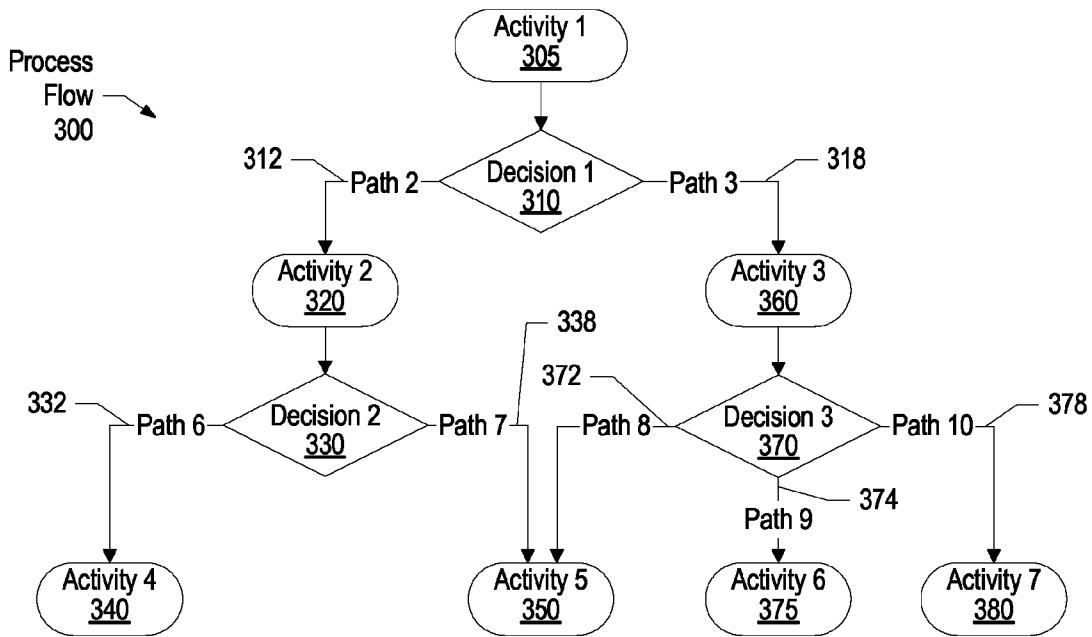 Activity 1
305
Process
Flow
300
312
318
Path 2
Decision 1
310
Path 3
Activity 2
320
Activity 3
360
338
332
372
378
Path 6
Decision 2
330
Path 7
Path 8
Decision 3
370
Path 10
374
Path 9
Activity 4
340
Activity 5
350
Activity 6
375
Activity 7
380